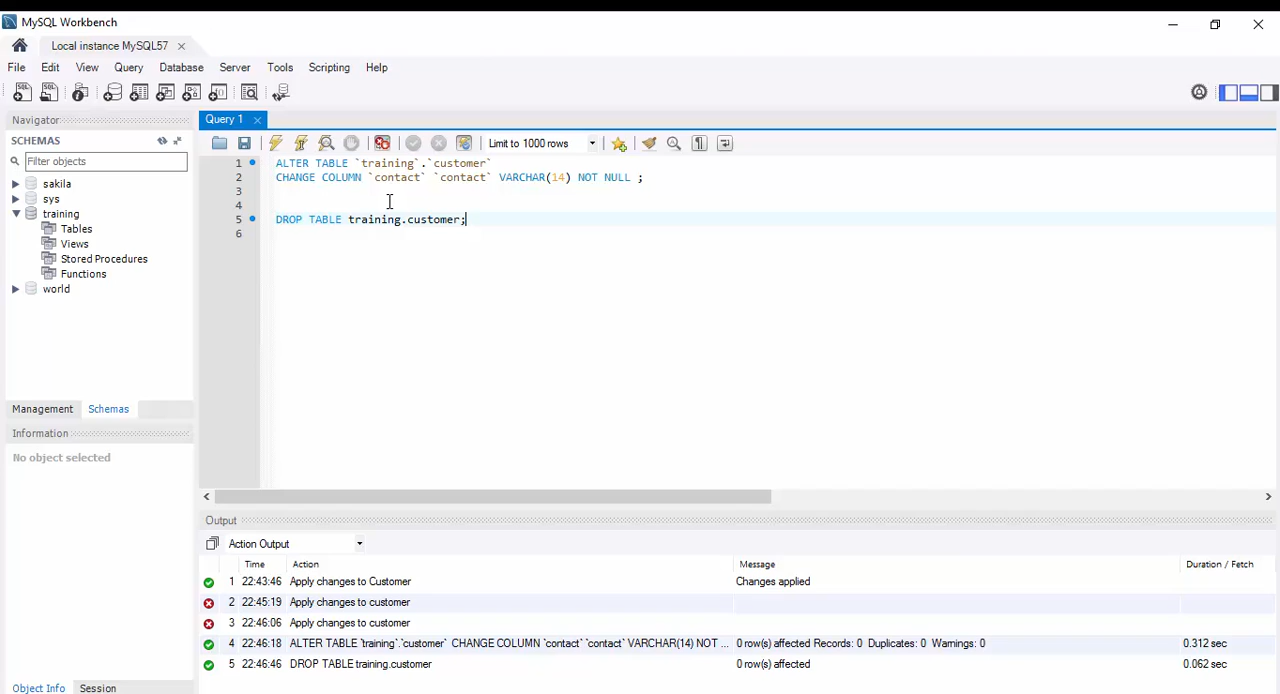 MySQL Workbench
Local instance MySQL57
File Edit View Query Database Server Tools Scripting Help
Navigator
SCHEMAS
Filter objects
sakila
sys
training
Tables
Views
Stored Procedures
Functions
world
Management Schemas
Information
No object selected
Object Info Session
Query 1
Limit to 1000 rows
1 ALTER TABLE `training`.`customer`
2 CHANGE COLUMN `contact` `contact` VARCHAR(14) NOT NULL ;
3
4
5 DROP TABLE training.customer;
6
Output
Action Output
Time Action Message Duration / Fetch
1 22:43:46 Apply changes to Customer Changes applied
2 22:45:19 Apply changes to customer
3 22:46:06 Apply changes to customer
4 22:46:18 ALTER TABLE `training`.`customer` CHANGE COLUMN `contact` `contact` VARCHAR(14) NOT ... 0 row(s) affected Records: 0 Duplicates: 0 Warnings: 0 0.312 sec
5 22:46:46 DROP TABLE training.customer 0 row(s) affected 0.062 sec